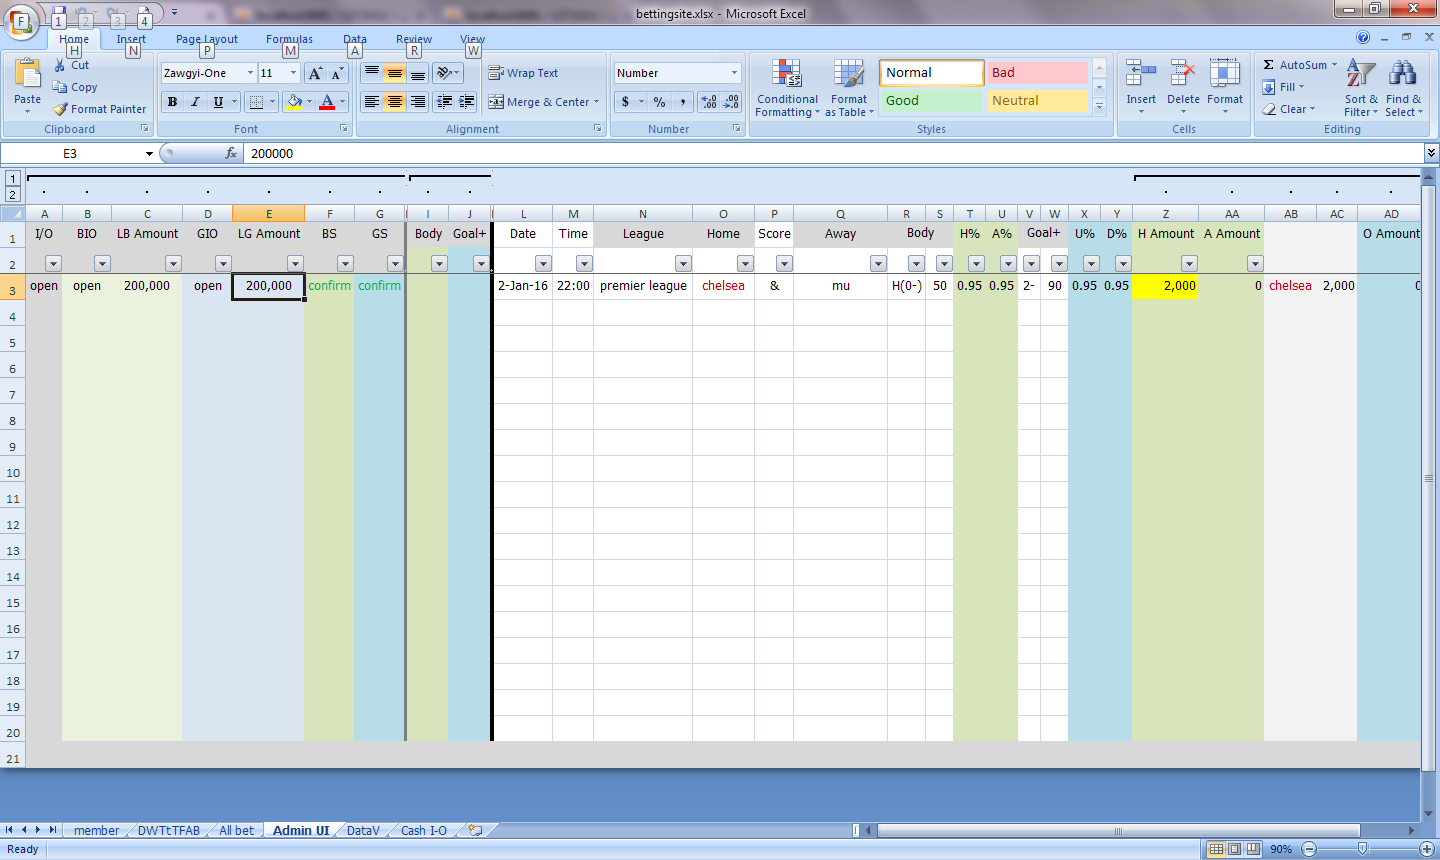 bettingsite.xlsx - Microsoft Excel
F 1 2 3 4
Home Insert Page Layout Formulas Data Review View
H N P M A R W
Paste Cut Copy Format Painter Clipboard
Zawgyi-One 11 A A B I U A Font
Wrap Text Merge & Center Alignment
Number $ % , Number
Conditional Formatting Format as Table Normal Bad Good Neutral Styles
Insert Delete Format Cells
Σ AutoSum Fill Clear Sort & Filter Find & Select Editing
E3 fx 200000
1
2
A B C D E F G I J L M N O P Q R S T U V W X Y Z AA AB AC AD
1 I/O BIO LB Amount GIO LG Amount BS GS Body Goal+ Date Time League Home Score Away Body H% A% Goal+ U% D% H Amount A Amount O Amount
2
3 open open 200,000 open 200,000 confirm confirm 2-Jan-16 22:00 premier league chelsea & mu H(0-) 50 0.95 0.95 2- 90 0.95 0.95 2,000 0 chelsea 2,000 0
4
5
6
7
8
9
10
11
12
13
14
15
16
17
18
19
20
21
member DWTtTFAB All bet Admin UI DataV Cash I-O
Ready 90%